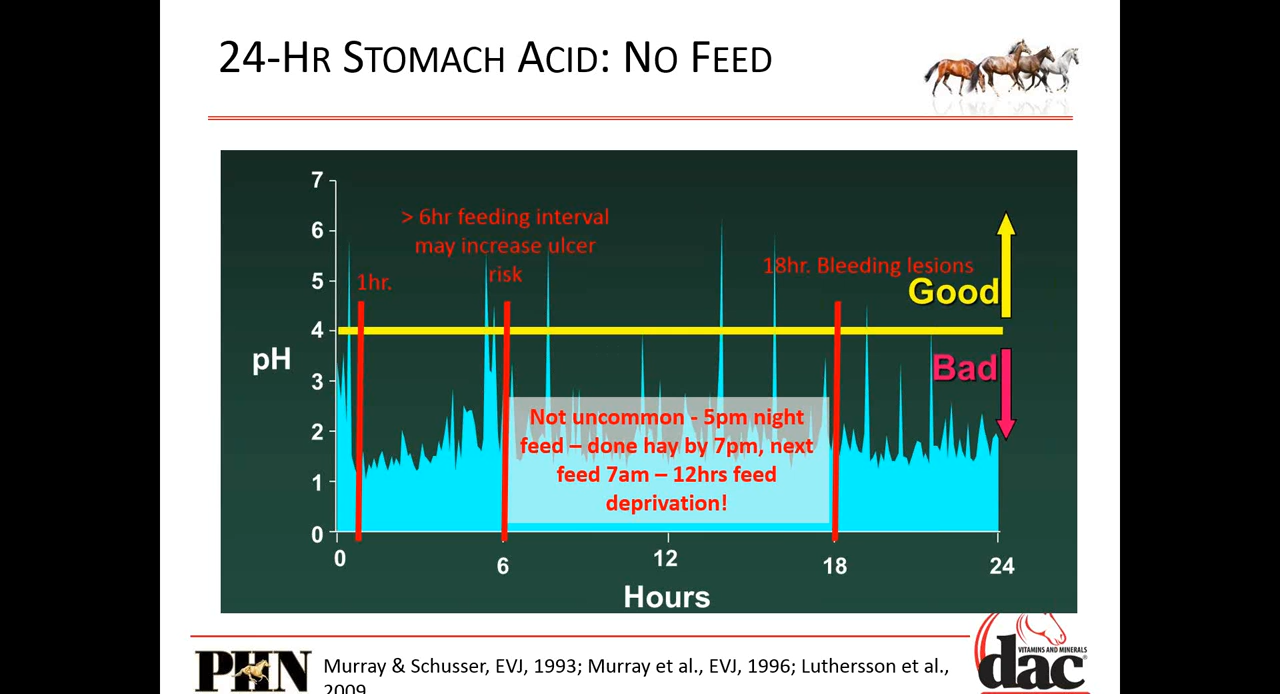 24-HR STOMACH ACID: NO FEED
7
6
5
4
3
2
1
0
pH
> 6hr feeding interval
may increase ulcer
risk
1hr.
18hr. Bleeding lesions
Good
Bad
Not uncommon - 5pm night
feed – done hay by 7pm, next
feed 7am – 12hrs feed
deprivation!
0
6
12
18
24
Hours
PHN
Murray & Schusser, EVJ, 1993; Murray et al., EVJ, 1996; Luthersson et al.,
2009
dac
VITAMINS AND MINERALS